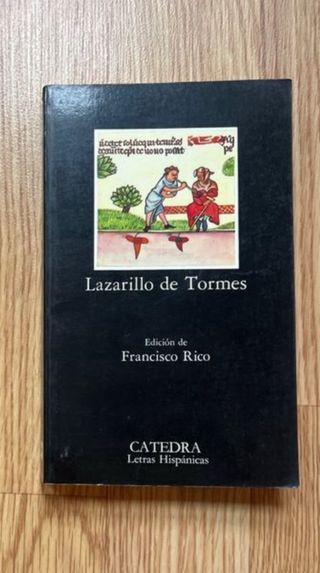 Lazarillo de Tormes
Edición de
Francisco Rico
CATEDRA
Letras Hispánicas